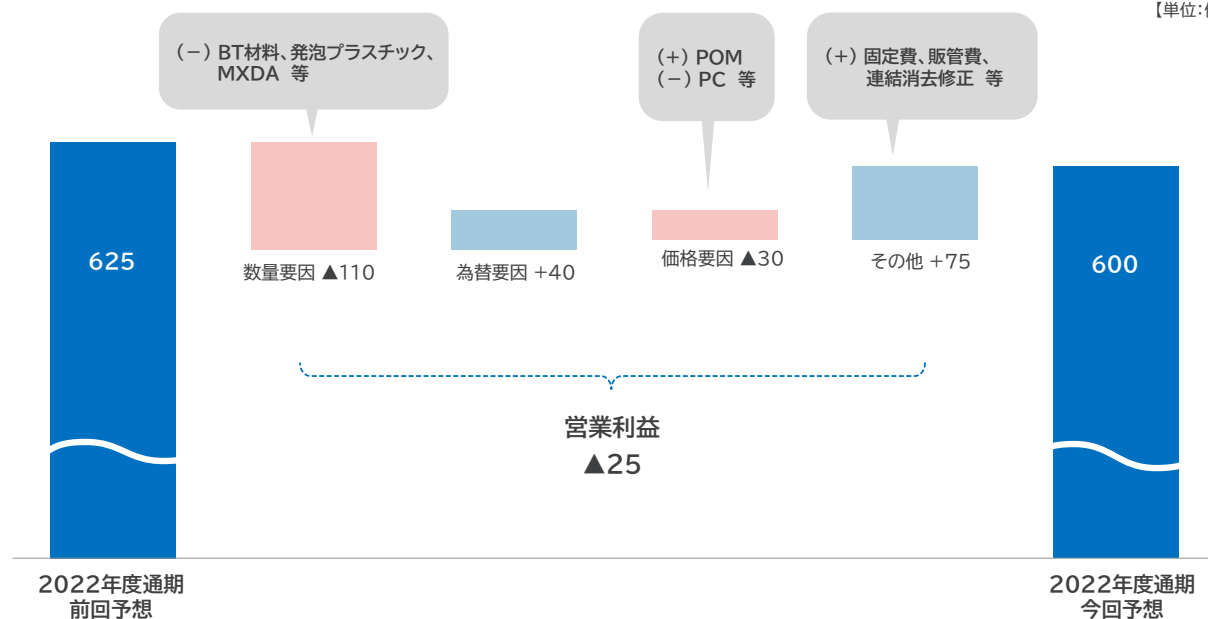 【単位:
(-) BT材料、発泡プラスチック、
MXDA 等
(+) POM
(-) PC 等
(+) 固定費、販管費、
連結消去修正 等
625
数量要因 ▲110
為替要因 +40
価格要因 ▲30
その他 +75
600
営業利益
▲25
2022年度通期
前回予想
2022年度通期
今回予想